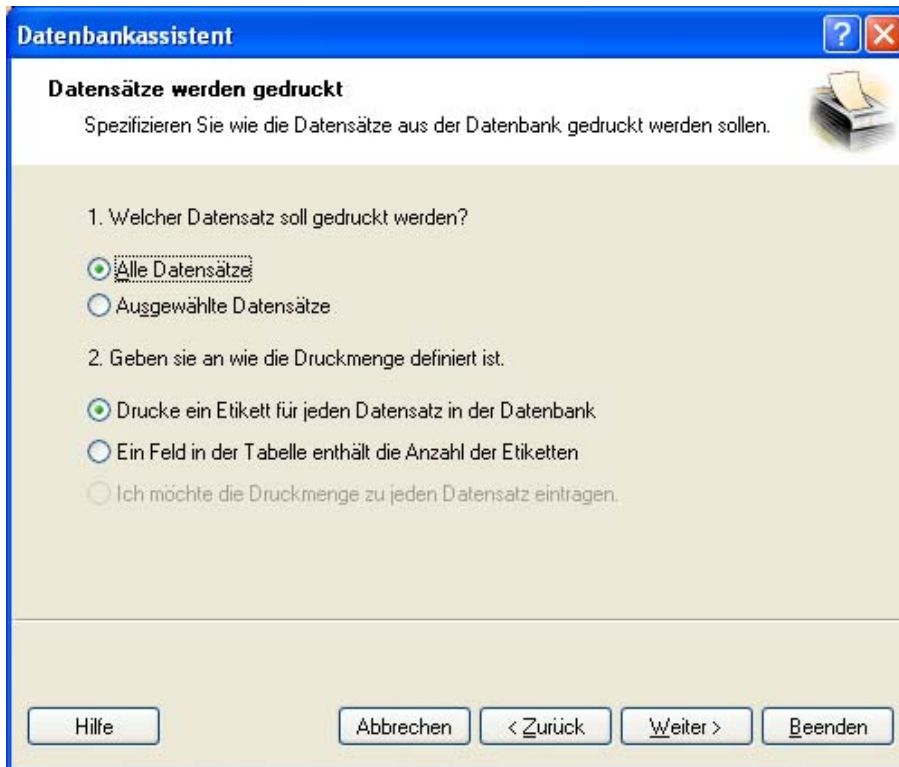 Datenbankassistent
Datensätze werden gedruckt
Spezifizieren Sie wie die Datensätze aus der Datenbank gedruckt werden sollen.
1. Welcher Datensatz soll gedruckt werden?
Alle Datensätze
Ausgewählte Datensätze
2. Geben sie an wie die Druckmenge definiert ist.
Drucke ein Etikett für jeden Datensatz in der Datenbank
Ein Feld in der Tabelle enthält die Anzahl der Etiketten
Ich möchte die Druckmenge zu jeden Datensatz eintragen.
Hilfe
Abbrechen
< Zurück
Weiter >
Beenden